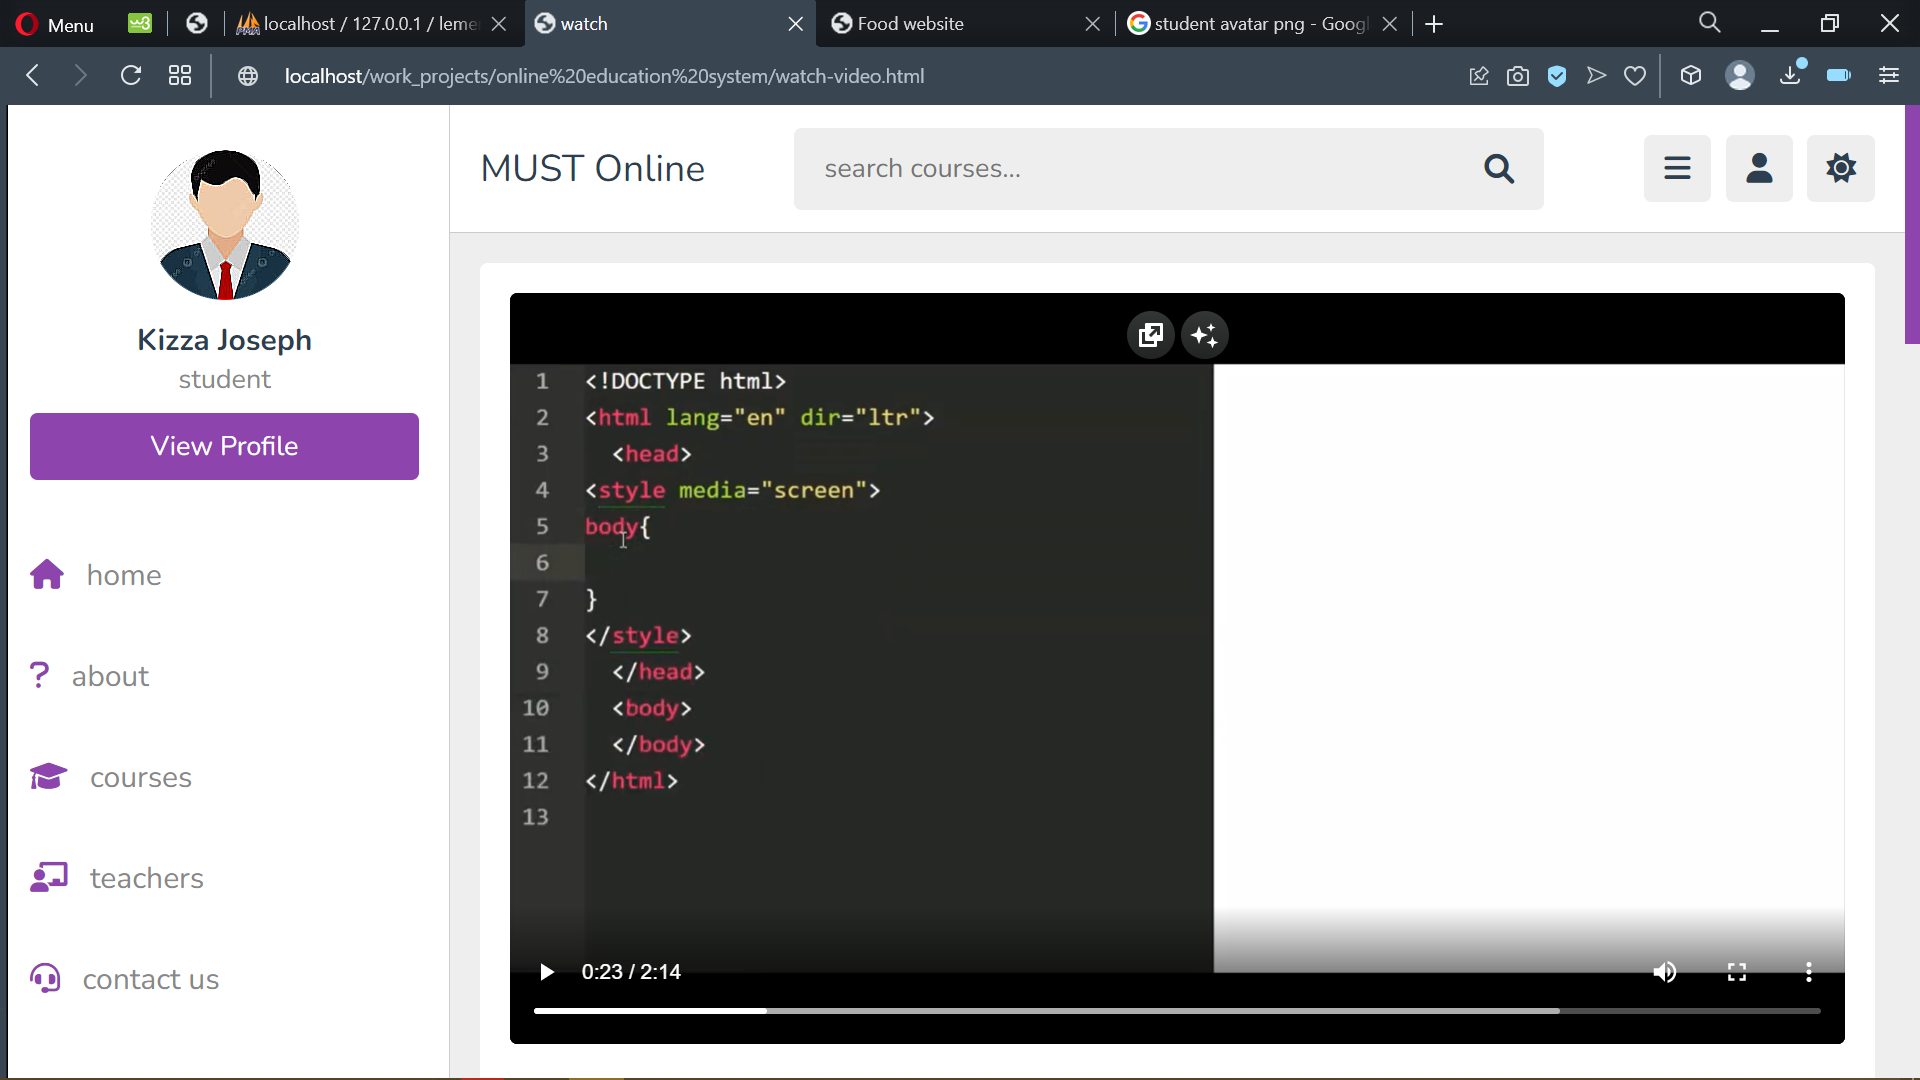 Menu
w3
PMA
localhost / 127.0.0.1 / leme
watch
Food website
G
student avatar png - Googl
localhost/work_projects/online%20education%20system/watch-video.html
MUST Online
search courses...
Kizza Joseph
student
View Profile
home
? about
courses
teachers
contact us
1 <!DOCTYPE html>
2 <html lang="en" dir="ltr">
3 <head>
4 <style media="screen">
5 body{
6
7 }
8 </style>
9 </head>
10 <body>
11 </body>
12 </html>
13
0:23 / 2:14